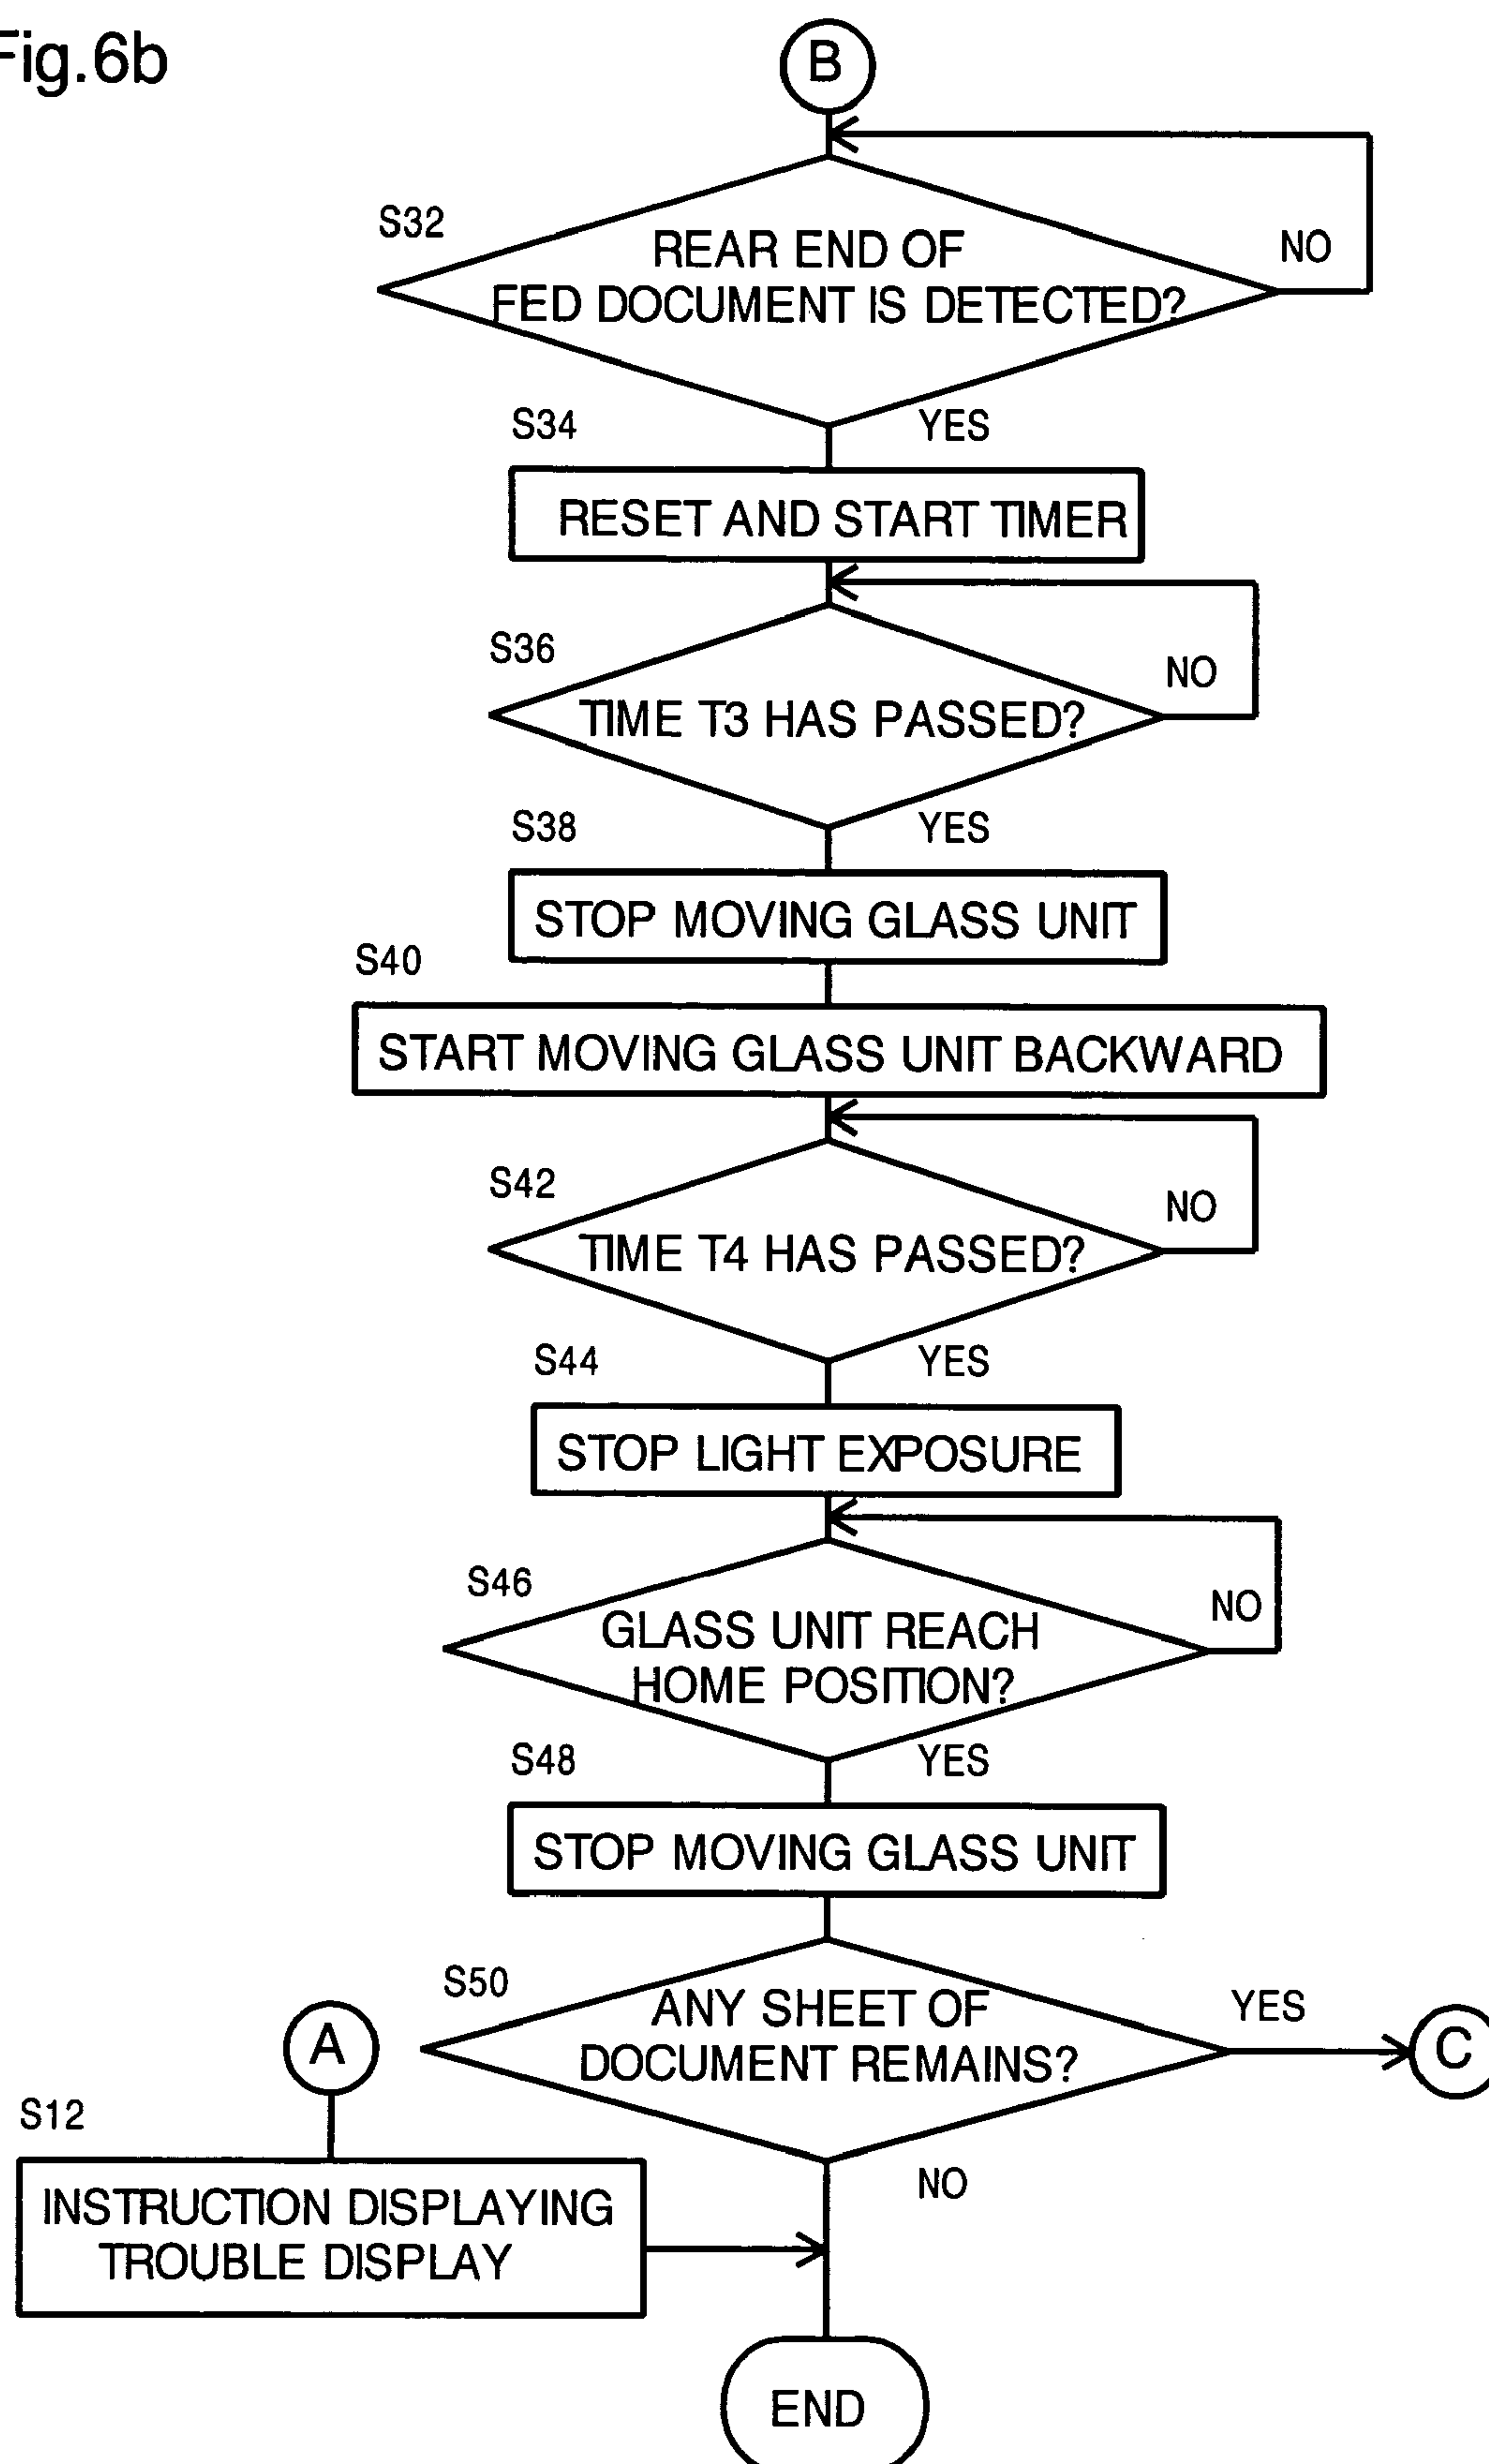 Fig.6b
B
S32
REAR END OF
FED DOCUMENT IS DETECTED?
NO
YES
S34
RESET AND START TIMER
S36
TIME T3 HAS PASSED?
NO
YES
S38
STOP MOVING GLASS UNIT
S40
START MOVING GLASS UNIT BACKWARD
S42
TIME T4 HAS PASSED?
NO
YES
S44
STOP LIGHT EXPOSURE
S46
GLASS UNIT REACH
HOME POSITION?
NO
YES
S48
STOP MOVING GLASS UNIT
S50
ANY SHEET OF
DOCUMENT REMAINS?
YES
C
NO
A
S12
INSTRUCTION DISPLAYING
TROUBLE DISPLAY
END